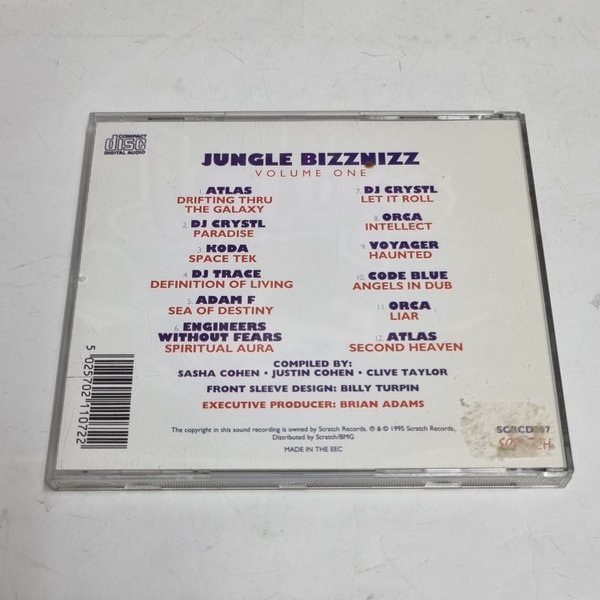 COMPACT
disc
DIGITAL AUDIO
JUNGLE BIZZNIZZ
VOLUME ONE
1. ATLAS
DRIFTING THRU
THE GALAXY
2. DJ CRYSTL
PARADISE
3. KODA
SPACE TEK
4. DJ TRACE
DEFINITION OF LIVING
5. ADAM F
SEA OF DESTINY
6. ENGINEERS
WITHOUT FEARS
SPIRITUAL AURA
7. DJ CRYSTL
LET IT ROLL
8. ORCA
INTELLECT
9. VOYAGER
HAUNTED
10. CODE BLUE
ANGELS IN DUB
11. ORCA
LIAR
12. ATLAS
SECOND HEAVEN
COMPILED BY:
SASHA COHEN • JUSTIN COHEN • CLIVE TAYLOR
FRONT SLEEVE DESIGN: BILLY TURPIN
EXECUTIVE PRODUCER: BRIAN ADAMS
The copyright in this sound recording is owned by Scratch Records, ℗ & © 1995 Scratch Records,
Distributed by Scratch/BMG
MADE IN THE EEC
5 025702 110722